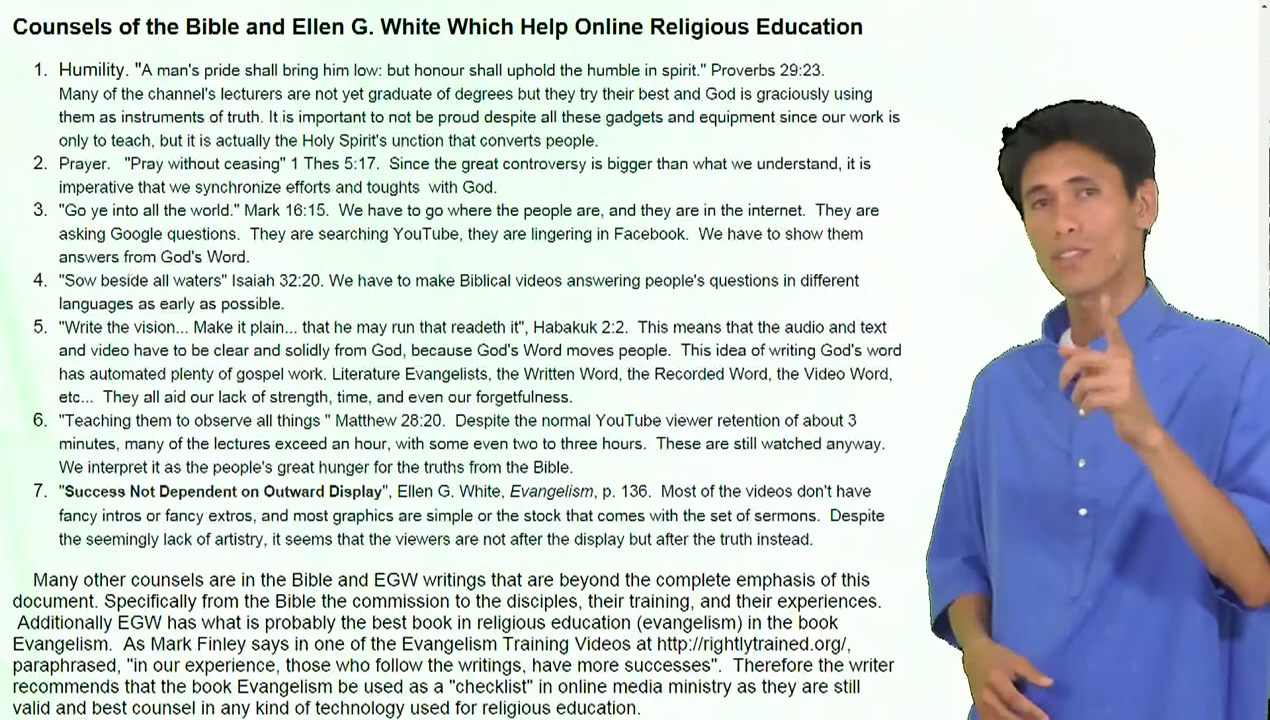 Counsels of the Bible and Ellen G. White Which Help Online Religious Education
1. Humility. "A man's pride shall bring him low: but honour shall uphold the humble in spirit." Proverbs 29:23.
Many of the channel's lecturers are not yet graduate of degrees but they try their best and God is graciously using
them as instruments of truth. It is important to not be proud despite all these gadgets and equipment since our work is
only to teach, but it is actually the Holy Spirit's unction that converts people.
2. Prayer. "Pray without ceasing" 1 Thes 5:17. Since the great controversy is bigger than what we understand, it is
imperative that we synchronize efforts and toughts with God.
3. "Go ye into all the world." Mark 16:15. We have to go where the people are, and they are in the internet. They are
asking Google questions. They are searching YouTube, they are lingering in Facebook. We have to show them
answers from God's Word.
4. "Sow beside all waters" Isaiah 32:20. We have to make Biblical videos answering people's questions in different
languages as early as possible.
5. "Write the vision... Make it plain... that he may run that readeth it", Habakuk 2:2. This means that the audio and text
and video have to be clear and solidly from God, because God's Word moves people. This idea of writing God's word
has automated plenty of gospel work. Literature Evangelists, the Written Word, the Recorded Word, the Video Word,
etc... They all aid our lack of strength, time, and even our forgetfulness.
6. "Teaching them to observe all things " Matthew 28:20. Despite the normal YouTube viewer retention of about 3
minutes, many of the lectures exceed an hour, with some even two to three hours. These are still watched anyway.
We interpret it as the people's great hunger for the truths from the Bible.
7. "Success Not Dependent on Outward Display", Ellen G. White, Evangelism, p. 136. Most of the videos don't have
fancy intros or fancy extros, and most graphics are simple or the stock that comes with the set of sermons. Despite
the seemingly lack of artistry, it seems that the viewers are not after the display but after the truth instead.
Many other counsels are in the Bible and EGW writings that are beyond the complete emphasis of this
document. Specifically from the Bible the commission to the disciples, their training, and their experiences.
Additionally EGW has what is probably the best book in religious education (evangelism) in the book
Evangelism. As Mark Finley says in one of the Evangelism Training Videos at http://rightlytrained.org/,
paraphrased, "in our experience, those who follow the writings, have more successes". Therefore the writer
recommends that the book Evangelism be used as a "checklist" in online media ministry as they are still
valid and best counsel in any kind of technology used for religious education.